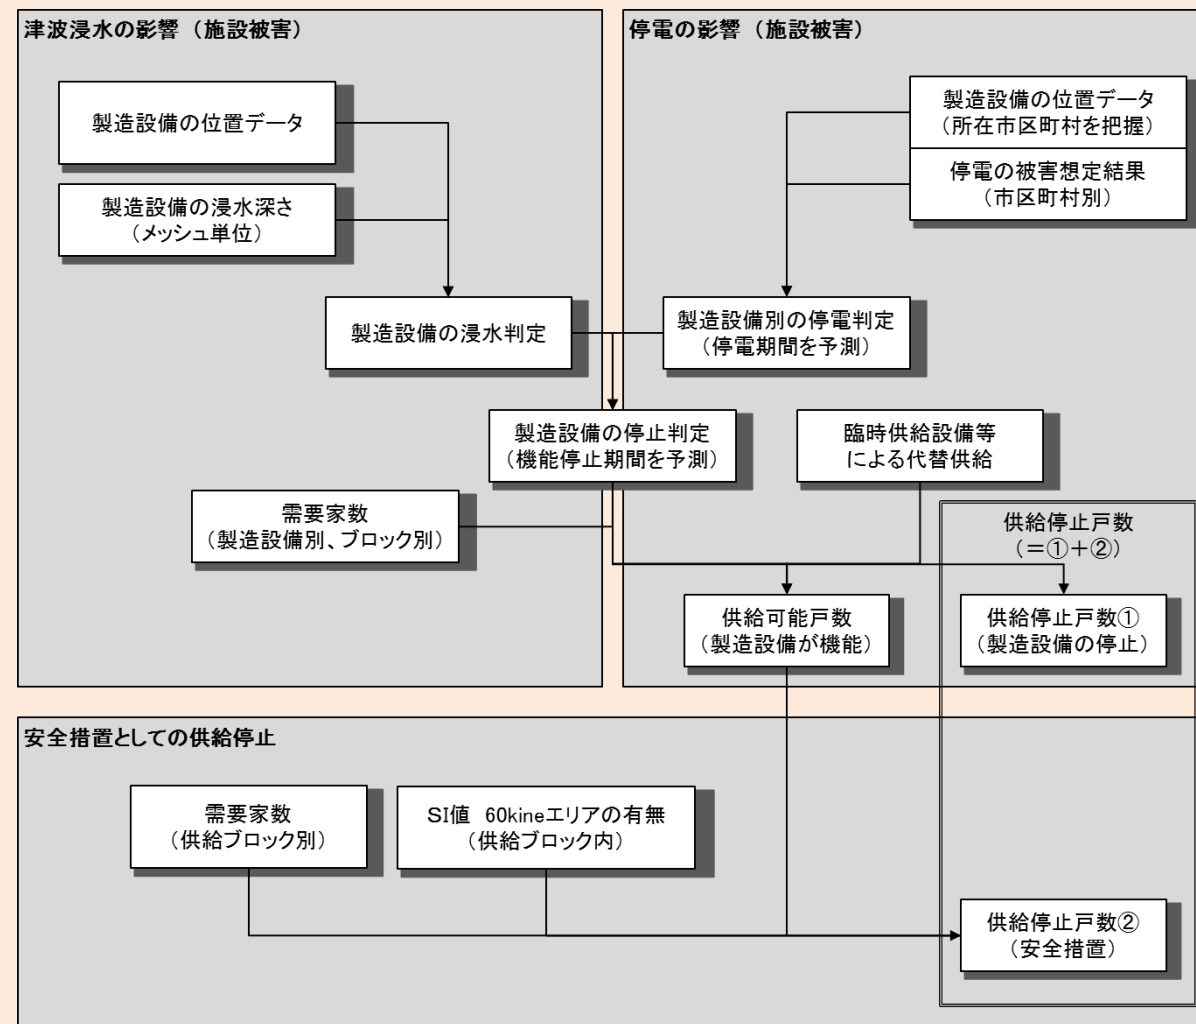 津波浸水の影響（施設被害）
製造設備の位置データ
製造設備の浸水深さ
（メッシュ単位）
製造設備の浸水判定
停電の影響（施設被害）
製造設備の位置データ
（所在市区町村を把握）
停電の被害想定結果
（市区町村別）
製造設備別の停電判定
（停電期間を予測）
製造設備の停止判定
（機能停止期間を予測）
臨時供給設備等
による代替供給
需要家数
（製造設備別、ブロック別）
供給停止戸数
（＝①＋②）
供給可能戸数
（製造設備が機能）
供給停止戸数①
（製造設備の停止）
安全措置としての供給停止
需要家数
（供給ブロック別）
SI値 60kineエリアの有無
（供給ブロック内）
供給停止戸数②
（安全措置）